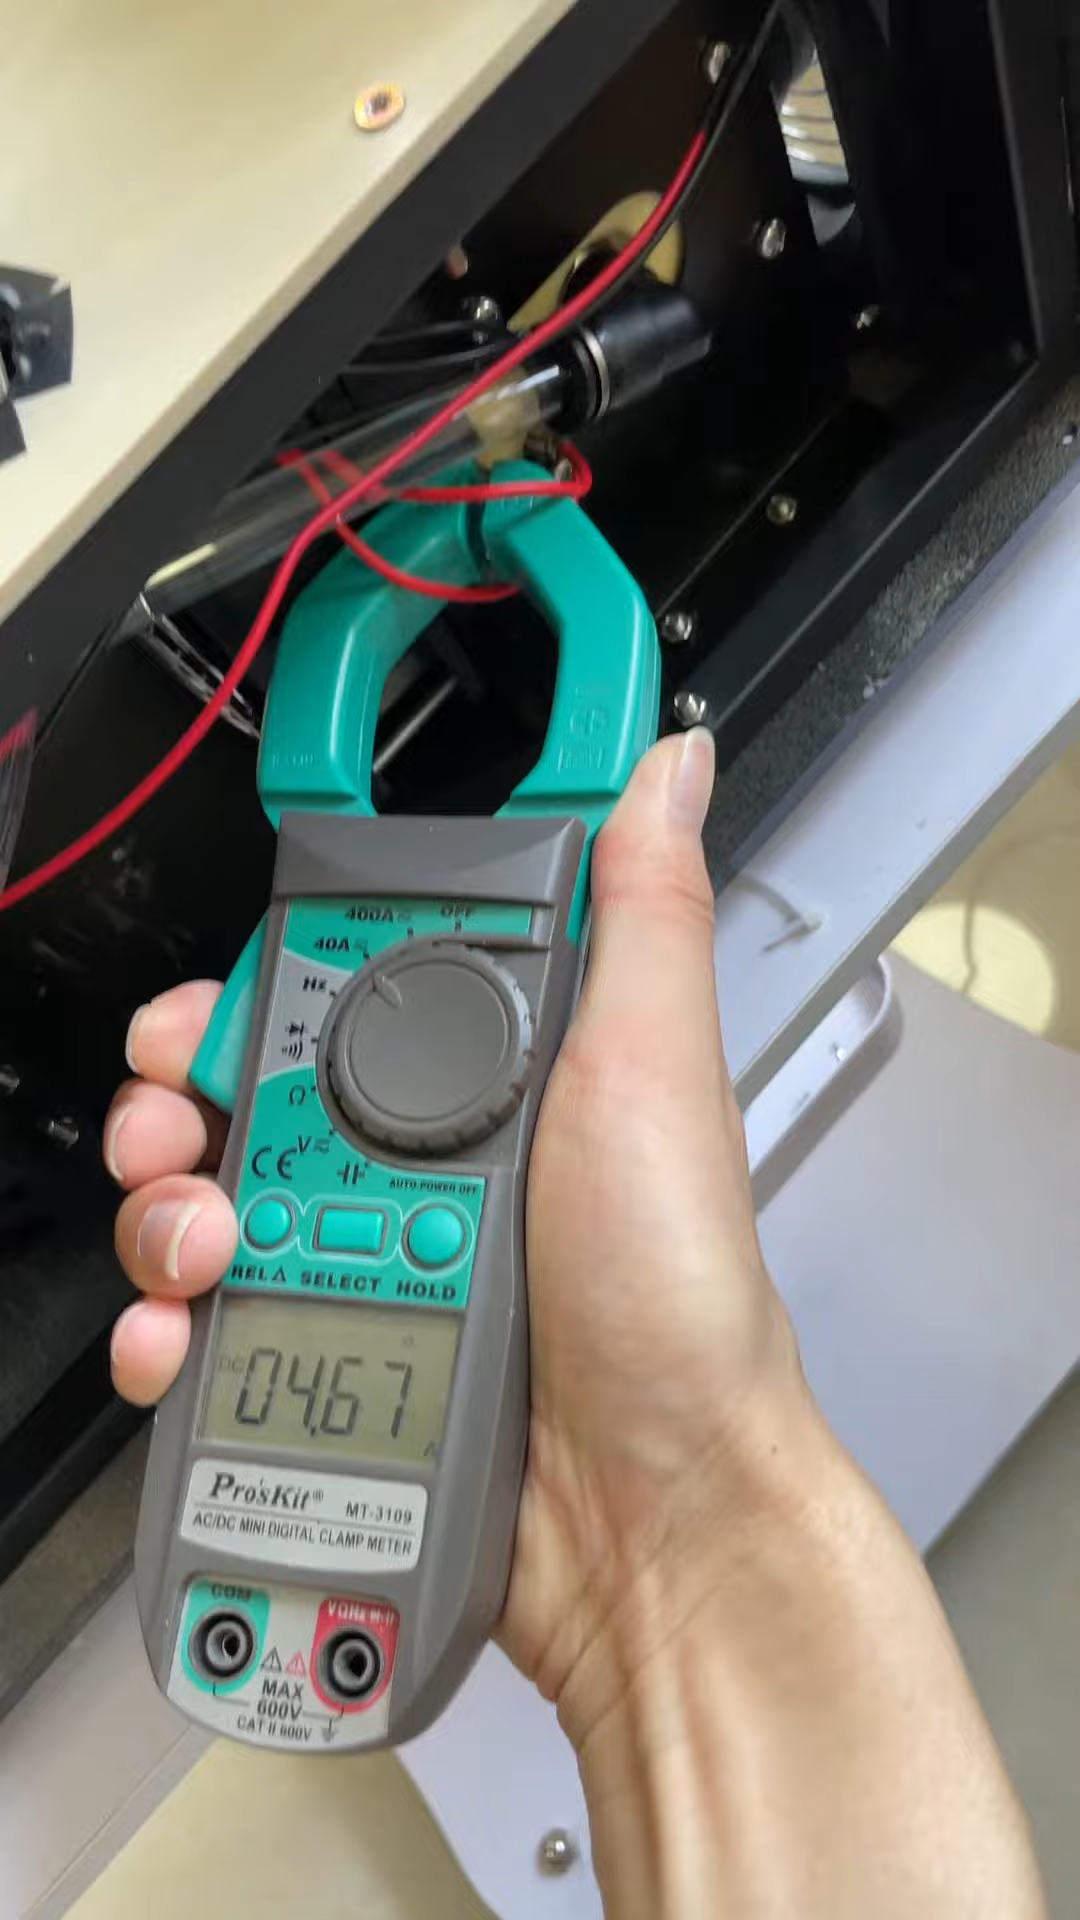 400A OFF
40A
Hz
Ω
V
CE
AUTO POWER OFF
REL Δ SELECT HOLD
DC 04.67 A
Pro'sKit® MT-3109
AC/DC MINI DIGITAL CLAMP METER
COM
MAX
600V
CAT II 600V